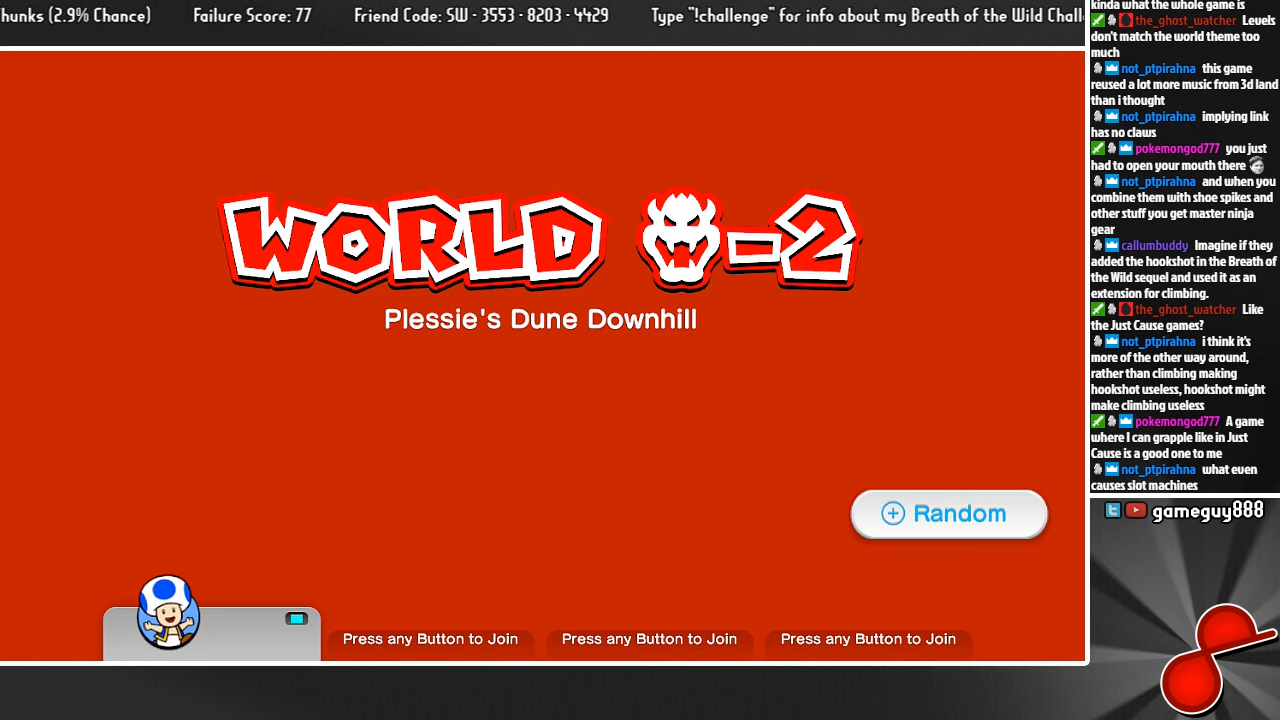 hunks (2.9% Chance) Failure Score: 77 Friend Code: SW - 3553 - 8203 - 4429 Type "!challenge" for info about my Breath of the Wild Chall
WORLD -2
Plessie's Dune Downhill
Random
Press any Button to Join Press any Button to Join Press any Button to Join
kinda what the whole game is
the_ghost_watcher Levels
don't match the world theme too
much
not_ptpirahna this game
reused a lot more music from 3d land
than i thought
not_ptpirahna implying link
has no claws
pokemongod777 you just
had to open your mouth there
not_ptpirahna and when you
combine them with shoe spikes and
other stuff you get master ninja
gear
callumbuddy Imagine if they
added the hookshot in the Breath of
the Wild sequel and used it as an
extension for climbing.
the_ghost_watcher Like
the Just Cause games?
not_ptpirahna i think it's
more of the other way around,
rather than climbing making
hookshot useless, hookshot might
make climbing useless
pokemongod777 A game
where I can grapple like in Just
Cause is a good one to me
not_ptpirahna what even
causes slot machines
gameguy888